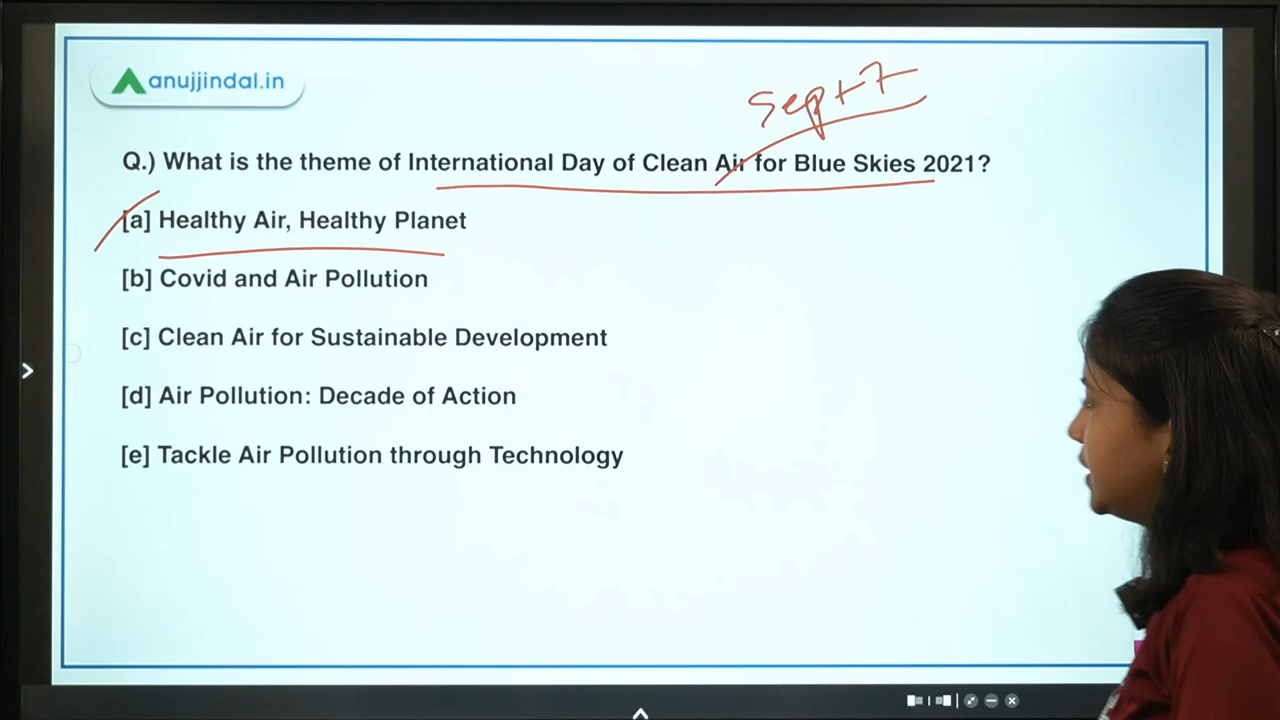 anujjindal.in
Sept 7
Q.) What is the theme of International Day of Clean Air for Blue Skies 2021?
[a] Healthy Air, Healthy Planet
[b] Covid and Air Pollution
[c] Clean Air for Sustainable Development
[d] Air Pollution: Decade of Action
[e] Tackle Air Pollution through Technology